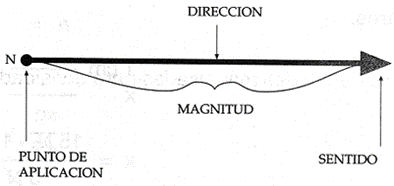 DIRECCION
N
MAGNITUD
PUNTO DE
APLICACION
SENTIDO